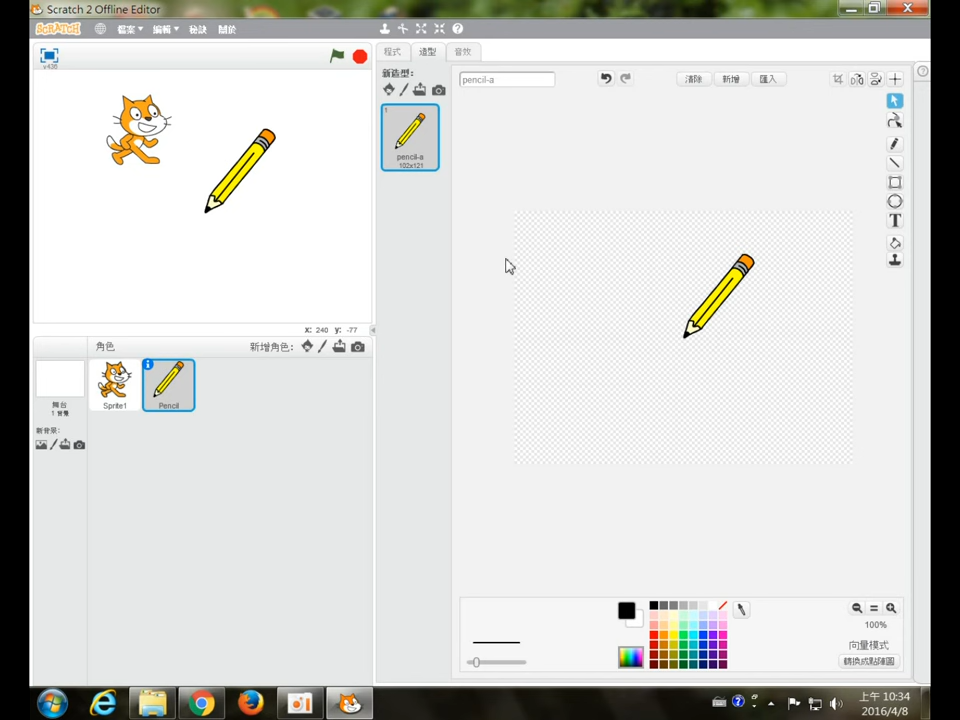 Scratch 2 Offline Editor
SCRATCH 檔案 編輯 秘訣 關於
v438
程式 造型 音效
新造型:
1
pencil-a
102x121
pencil-a
清除 新增 匯入
T
x: 240 y: -77
角色 新增角色:
舞台
1 背景
新背景:
Sprite1
Pencil
100%
向量模式
轉換成點陣圖
上午 10:34
2016/4/8